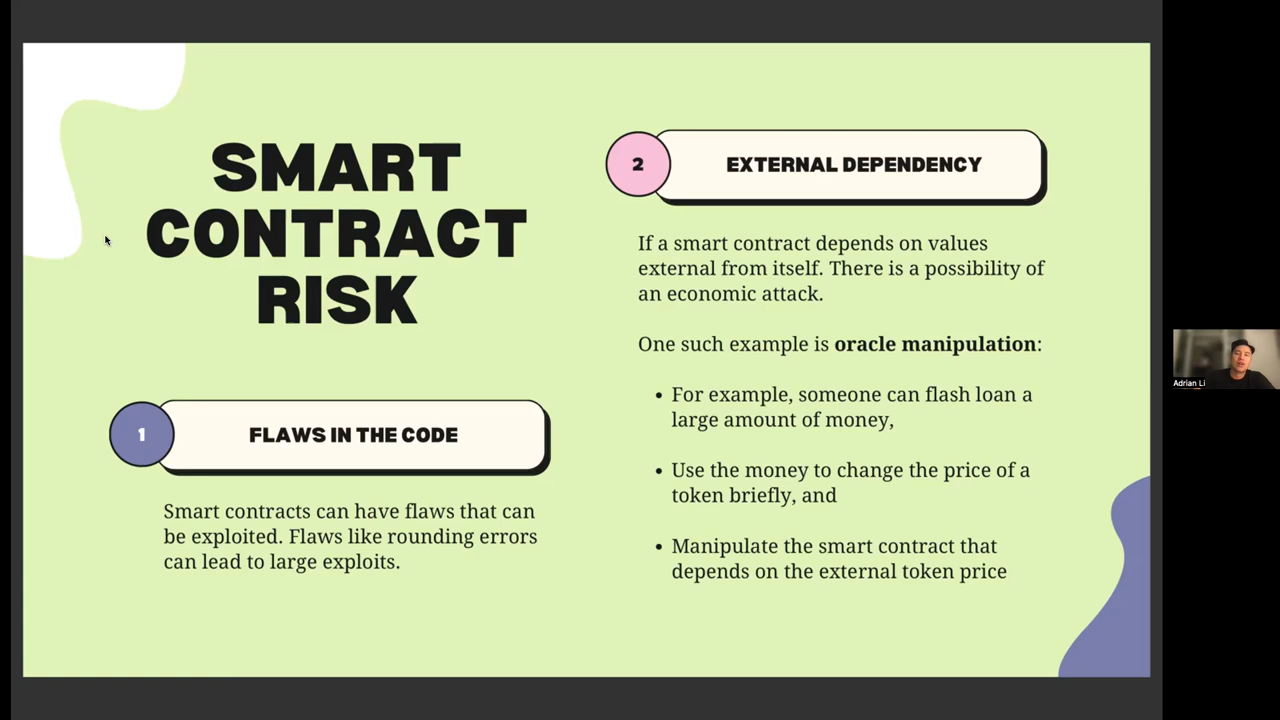 SMART
CONTRACT
RISK
1
FLAWS IN THE CODE
Smart contracts can have flaws that can
be exploited. Flaws like rounding errors
can lead to large exploits.
2
EXTERNAL DEPENDENCY
If a smart contract depends on values
external from itself. There is a possibility of
an economic attack.
One such example is oracle manipulation:
• For example, someone can flash loan a
large amount of money,
• Use the money to change the price of a
token briefly, and
• Manipulate the smart contract that
depends on the external token price
Adrian Li